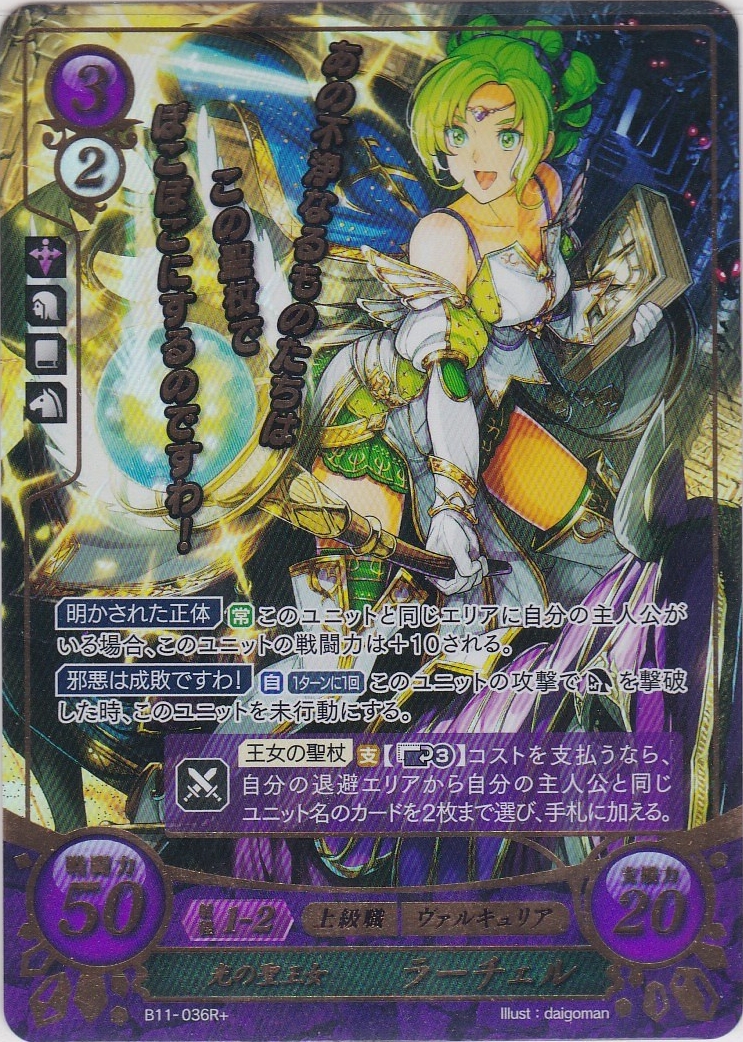 3
2
あの不浄なるものたちは
この聖杖で
ぼこぼこにするのですわ!
明かされた正体 常 このユニットと同じエリアに自分の主人公が
いる場合、このユニットの戦闘力は+10される。
邪悪は成敗ですわ! 自 1ターンに1回 このユニットの攻撃で を撃破
した時、このユニットを未行動にする。
王女の聖杖 支 【 3】コストを支払うなら、
自分の退避エリアから自分の主人公と同じ
ユニット名のカードを2枚まで選び、手札に加える。
戦闘力 50
射程 1-2 上級職 ヴァルキュリア
支援力 20
光の聖王女 ラーチェル
B11-036R+ Illust : daigoman